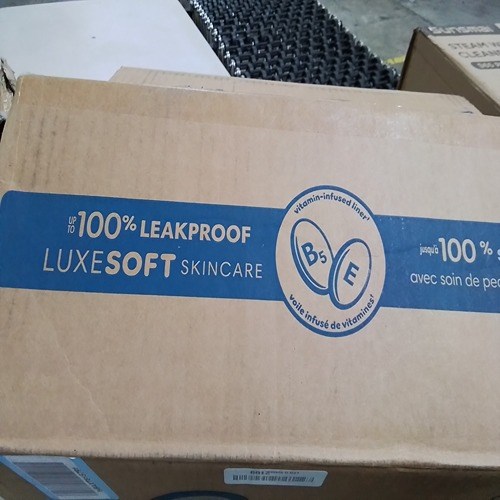 UP TO 100% LEAKPROOF
LUXESOFT SKINCARE
vitamin-infused liner†
B5
E
voile infusé de vitamines†
jusqu'à 100 %
avec soin de
STEAM